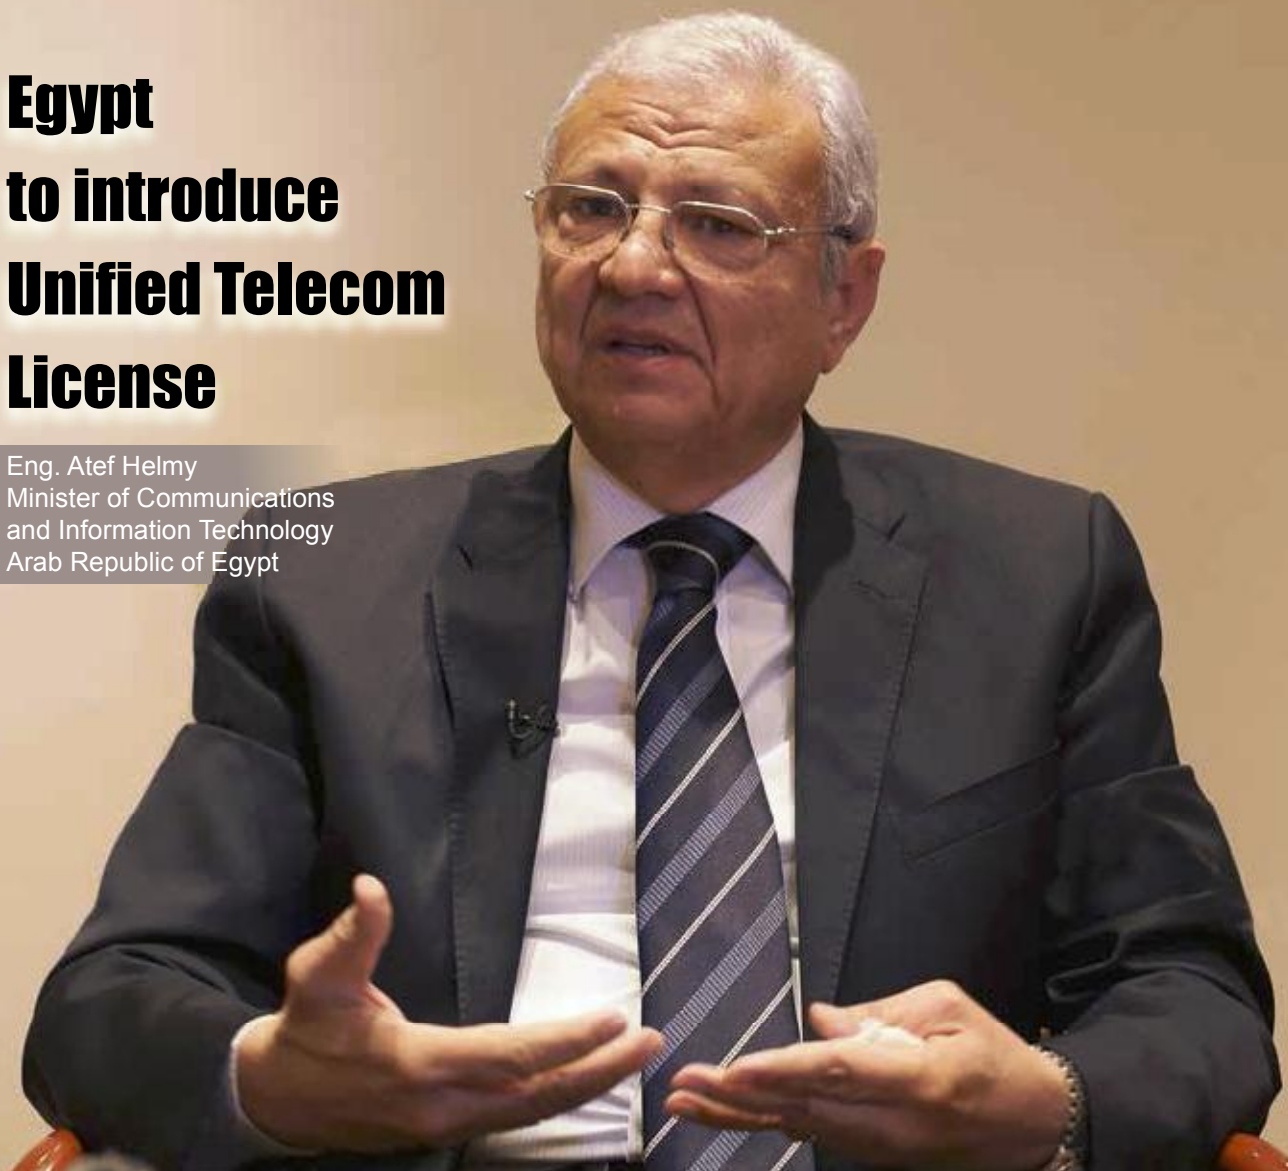 Egypt
to introduce
Unified Telecom
License
Eng. Atef Helmy
Minister of Communications
and Information Technology
Arab Republic of Egypt